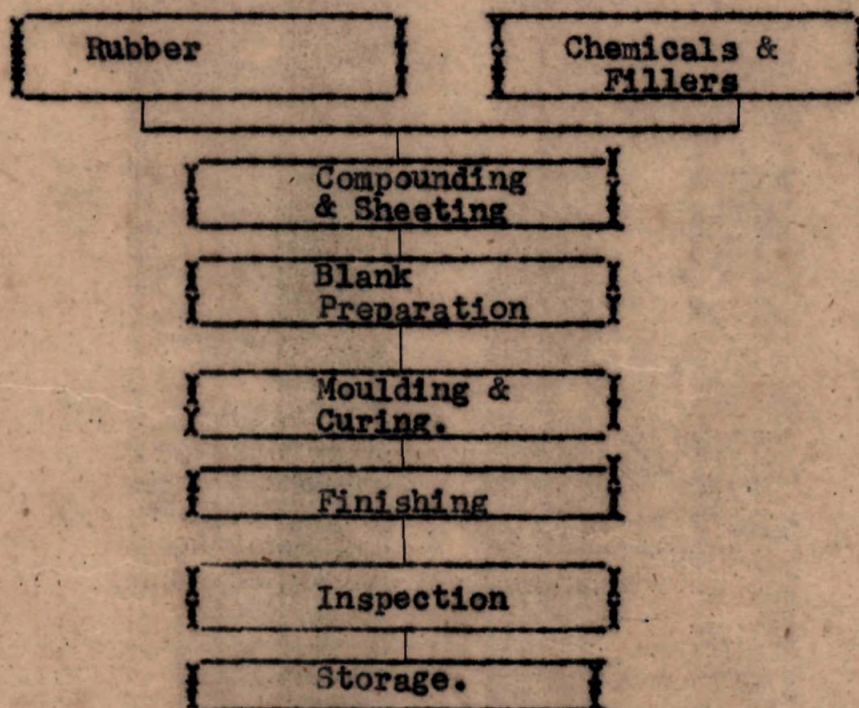 Rubber
Chemicals &
Fillers
Compounding
& Sheeting
Blank
Preparation
Moulding &
Curing.
Finishing
Inspection
Storage.